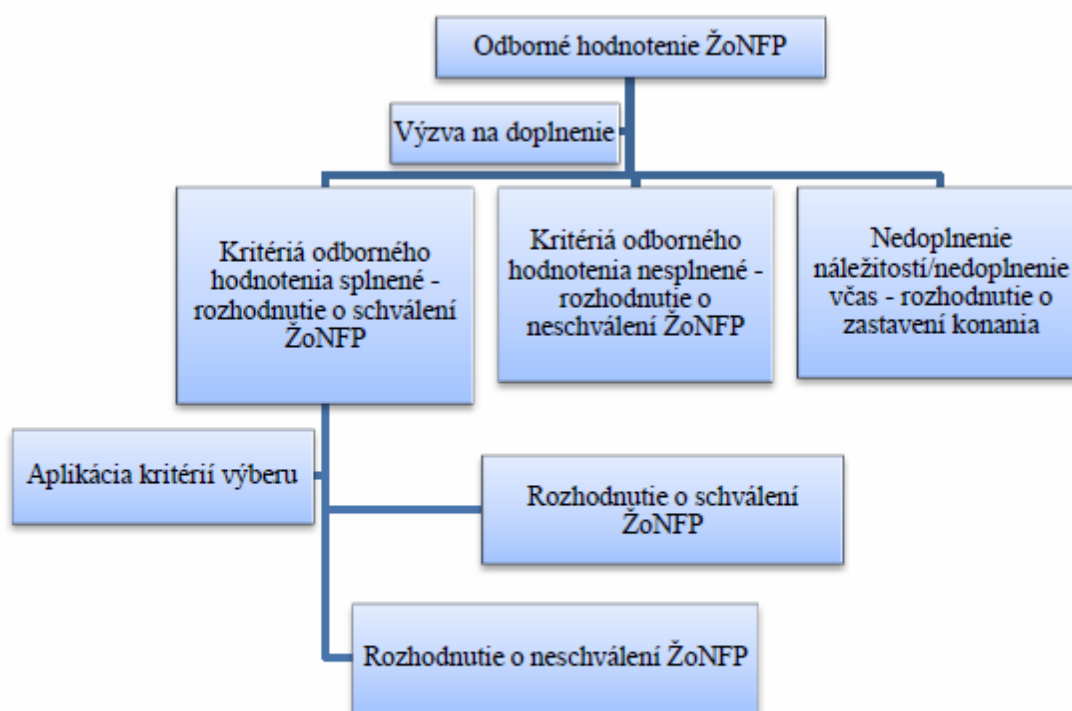 Odborné hodnotenie ŽoNFP
Výzva na doplnenie
Kritériá odborného
hodnotenia splnené -
rozhodnutie o schválení
ŽoNFP
Kritériá odborného
hodnotenia nesplnené -
rozhodnutie o
neschválení ŽoNFP
Nedoplnenie
náležitostí/nedoplnenie
včas - rozhodnutie o
zastavení konania
Aplikácia kritérií výberu
Rozhodnutie o schválení
ŽoNFP
Rozhodnutie o neschválení ŽoNFP